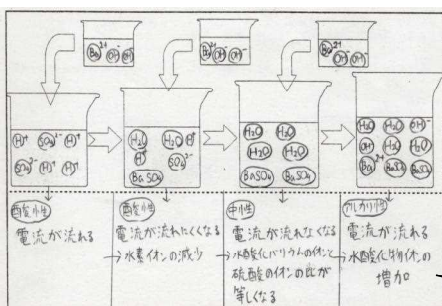 Ba²⁺ OH⁻ OH⁻
Ba²⁺ OH⁻ OH⁻
Ba²⁺ OH⁻ OH⁻
H⁺ SO₄²⁻ H⁺
SO₄²⁻ H⁺ H⁺
H₂O H₂O H⁺
H⁺ SO₄²⁻
BaSO₄
H₂O H₂O
H₂O H₂O
BaSO₄ BaSO₄
H₂O H₂O OH⁻
OH⁻ H₂O H₂O
Ba²⁺ BaSO₄ BaSO₄
酸性
電流が流れる
酸性
電流が流れにくくなる
→水素イオンの減少
中性
電流が流れなくなる
→水酸化バリウムのイオンと
硫酸のイオンの比が
等しくなる
アルカリ性
電流が流れる
→水酸化物イオンの
増加